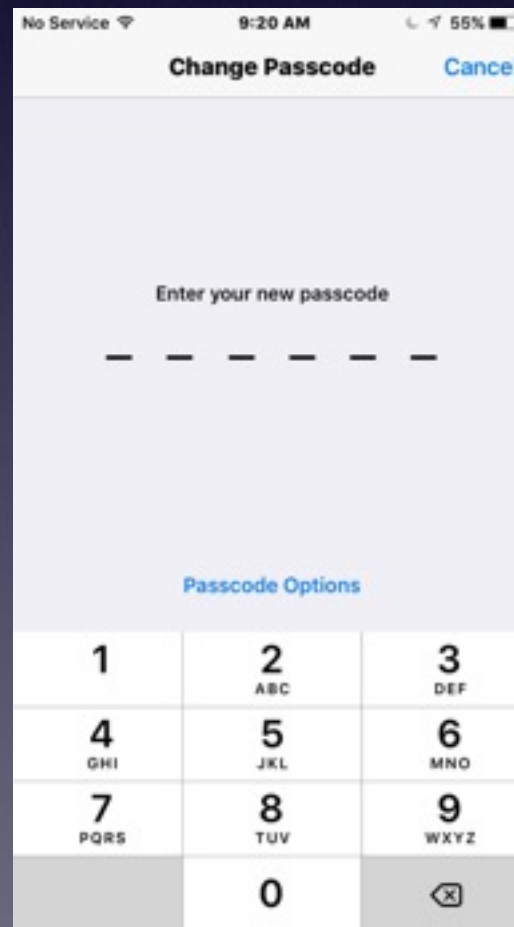 No Service 9:20 AM 55%
Change Passcode Cance
Enter your new passcode
Passcode Options
1 2 3
ABC DEF
4 5 6
GHI JKL MNO
7 8 9
PQRS TUV WXYZ
0